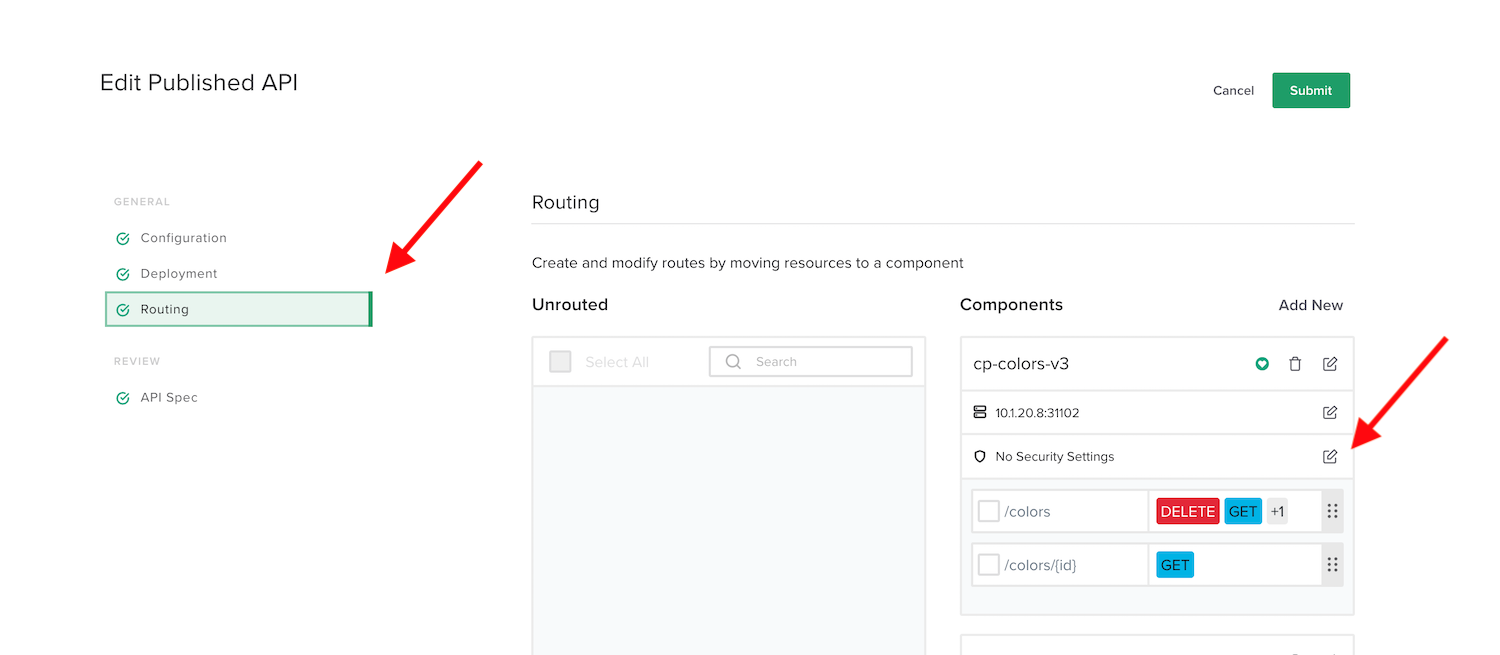 Edit Published API
Cancel
Submit
GENERAL
Configuration
Deployment
Routing
REVIEW
API Spec
Routing
Create and modify routes by moving resources to a component
Unrouted
Select All
Search
Components
Add New
cp-colors-v3
10.1.20.8:31102
No Security Settings
/colors
DELETE GET +1
/colors/{id}
GET